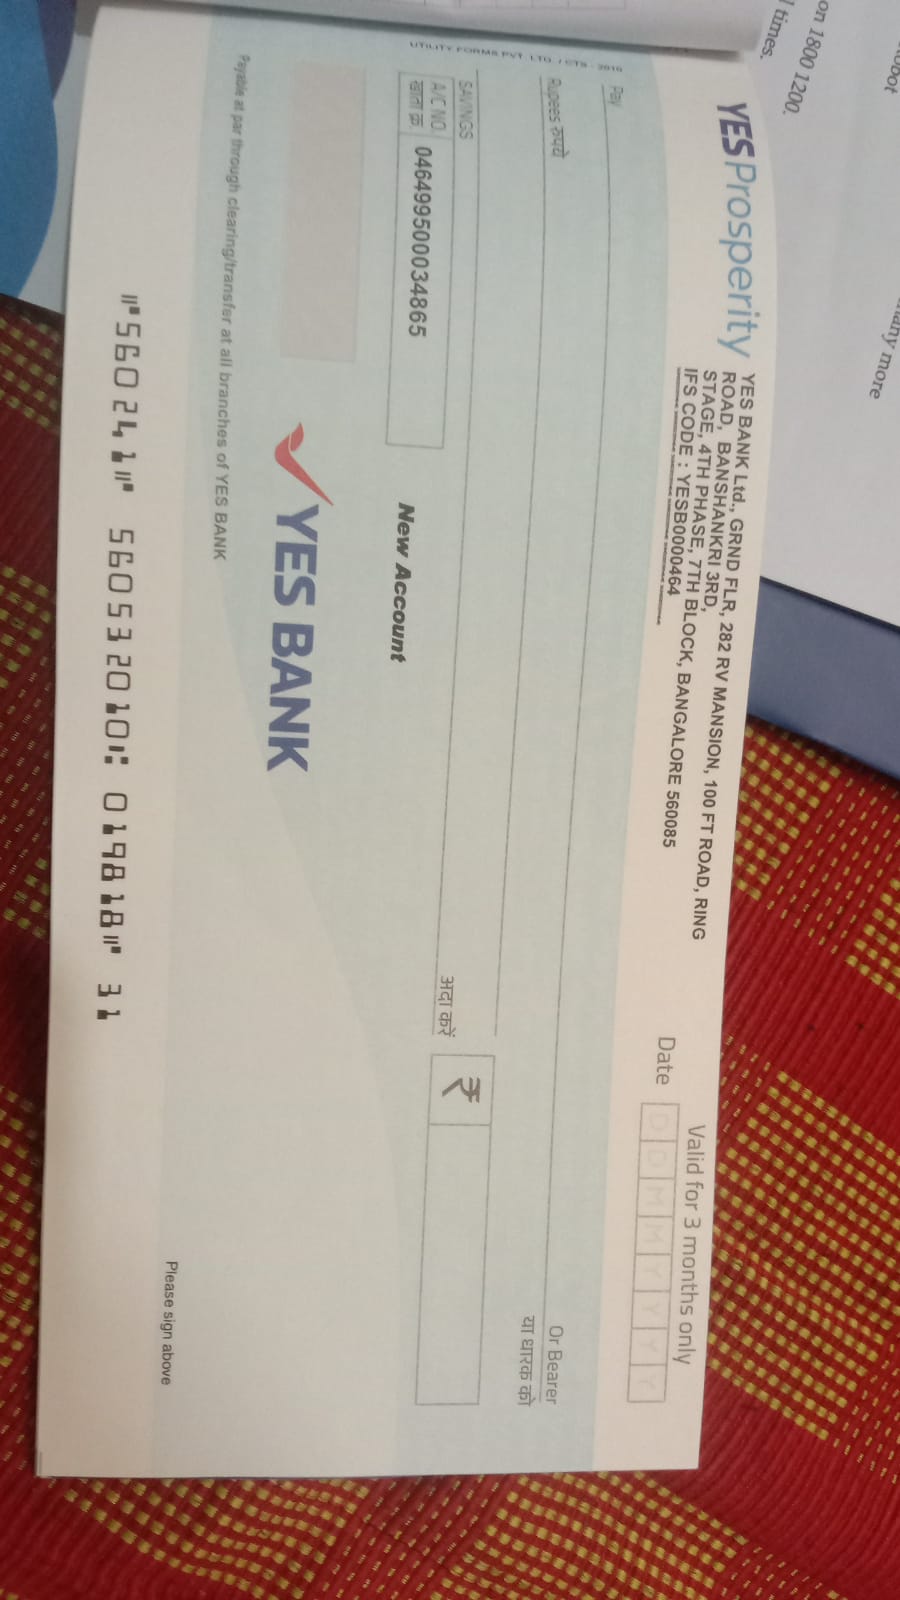 on 1800 1200.
l times.
many more
YES Prosperity
YES BANK Ltd., GRND FLR, 282 RV MANSION, 100 FT ROAD, RING
ROAD, BANSHANKRI 3RD,
STAGE, 4TH PHASE, 7TH BLOCK, BANGALORE 560085
IFS CODE : YESB0000464
Valid for 3 months only
Date D D M M Y Y Y Y
UTILITY FORMS PVT. LTD. / CTS - 2010
Pay
Or Bearer
या धारक को
Rupees रुपये
अदा करें
₹
SAVINGS
A/C NO.
खाता क्र.
046499500034865
New Account
YES BANK
Payable at par through clearing/transfer at all branches of YES BANK
Please sign above
⑈560241⑈ 560532010⑆ 019818⑈ 31